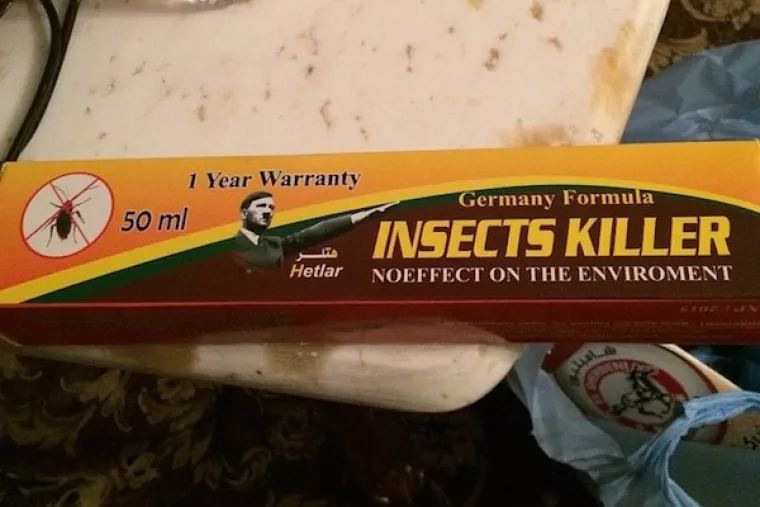 1 Year Warranty
50 ml
هتلر
Hetlar
Germany Formula
INSECTS KILLER
NOEFFECT ON THE ENVIROMENT